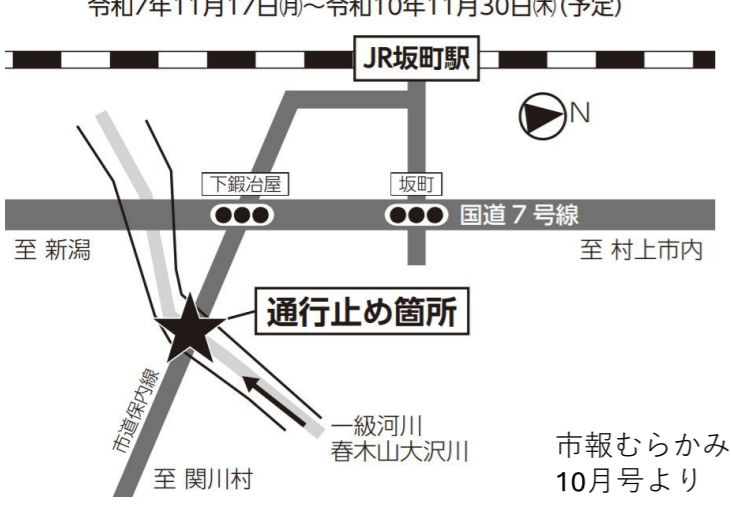 令和7年11月17日㈪～令和10年11月30日㈭(予定)
JR坂町駅
N
下鍛冶屋
坂町
国道7号線
至 新潟
至 村上市内
通行止め箇所
市道保内線
一級河川
春木山大沢川
至 関川村
市報むらかみ
10月号より